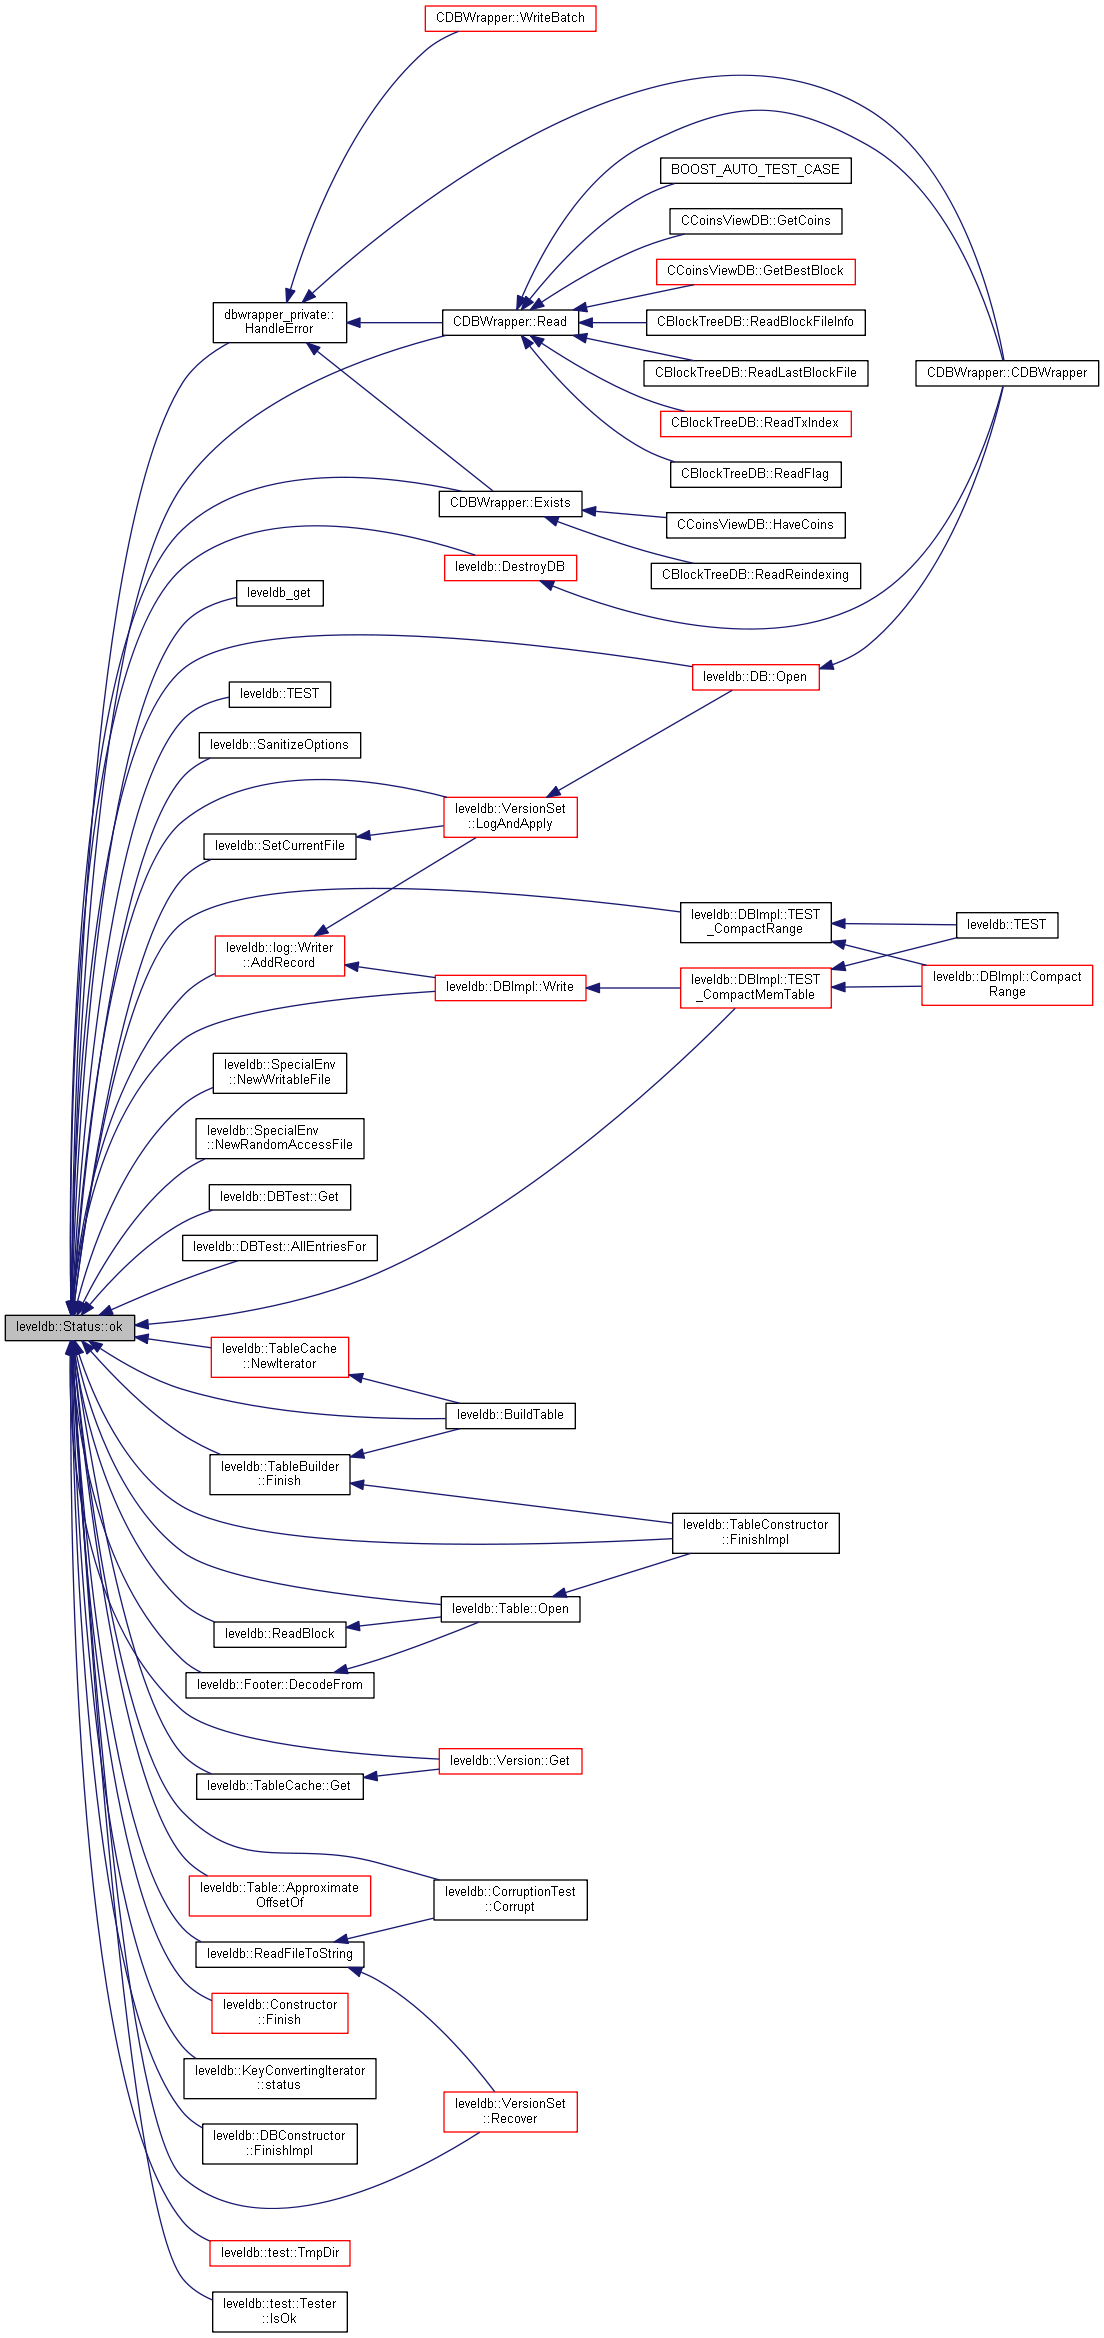 CDBWrapper::WriteBatch
BOOST_AUTO_TEST_CASE
CCoinsViewDB::GetCoins
CCoinsViewDB::GetBestBlock
dbwrapper_private::
HandleError
CDBWrapper::Read
CBlockTreeDB::ReadBlockFileInfo
CBlockTreeDB::ReadLastBlockFile
CDBWrapper::CDBWrapper
CBlockTreeDB::ReadTxIndex
CBlockTreeDB::ReadFlag
CDBWrapper::Exists
CCoinsViewDB::HaveCoins
leveldb::DestroyDB
CBlockTreeDB::ReadReindexing
leveldb_get
leveldb::DB::Open
leveldb::TEST
leveldb::SanitizeOptions
leveldb::VersionSet
::LogAndApply
leveldb::SetCurrentFile
leveldb::DBImpl::TEST
_CompactRange
leveldb::TEST
leveldb::log::Writer
::AddRecord
leveldb::DBImpl::Write
leveldb::DBImpl::TEST
_CompactMemTable
leveldb::DBImpl::Compact
Range
leveldb::SpecialEnv
::NewWritableFile
leveldb::SpecialEnv
::NewRandomAccessFile
leveldb::DBTest::Get
leveldb::DBTest::AllEntriesFor
leveldb::Status::ok
leveldb::TableCache
::NewIterator
leveldb::BuildTable
leveldb::TableBuilder
::Finish
leveldb::TableConstructor
::FinishImpl
leveldb::Table::Open
leveldb::ReadBlock
leveldb::Footer::DecodeFrom
leveldb::Version::Get
leveldb::TableCache::Get
leveldb::Table::Approximate
OffsetOf
leveldb::CorruptionTest
::Corrupt
leveldb::ReadFileToString
leveldb::Constructor
::Finish
leveldb::KeyConvertingIterator
::status
leveldb::VersionSet
::Recover
leveldb::DBConstructor
::FinishImpl
leveldb::test::TmpDir
leveldb::test::Tester
::IsOk